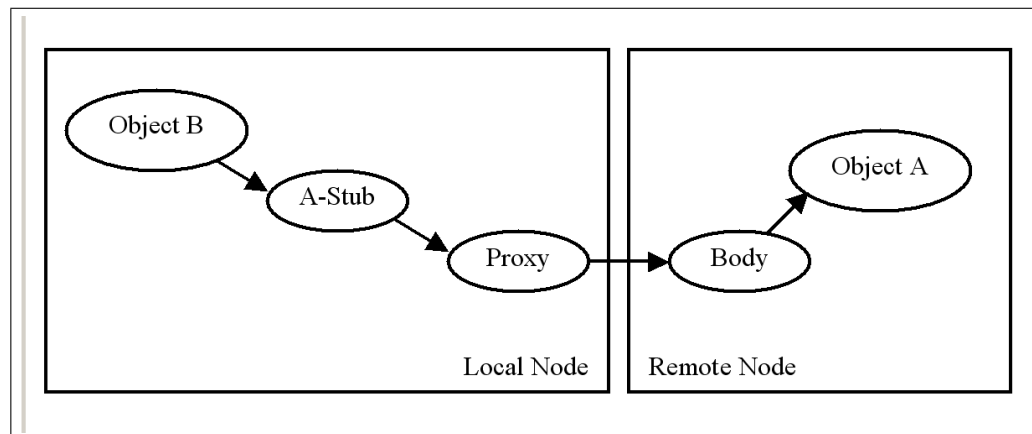 Object B
A-Stub
Proxy
Local Node
Body
Object A
Remote Node